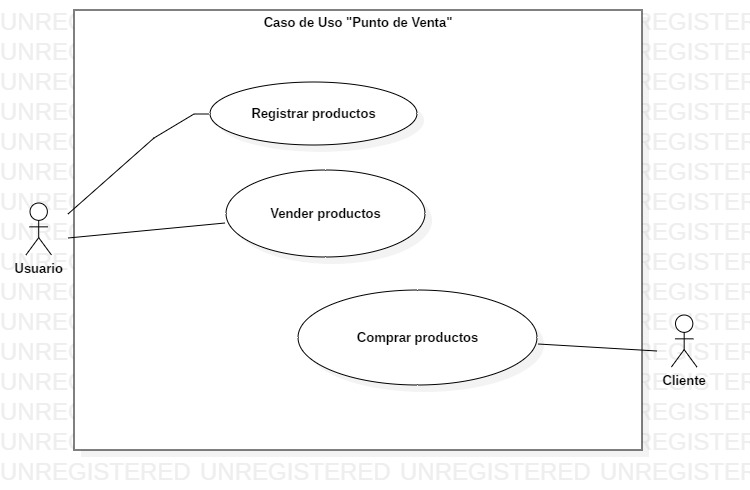 Caso de Uso "Punto de Venta"
Registrar productos
Vender productos
Usuario
Comprar productos
Cliente
UNREGISTERED UNREGISTERED UNREGISTERED UNREGISTERED